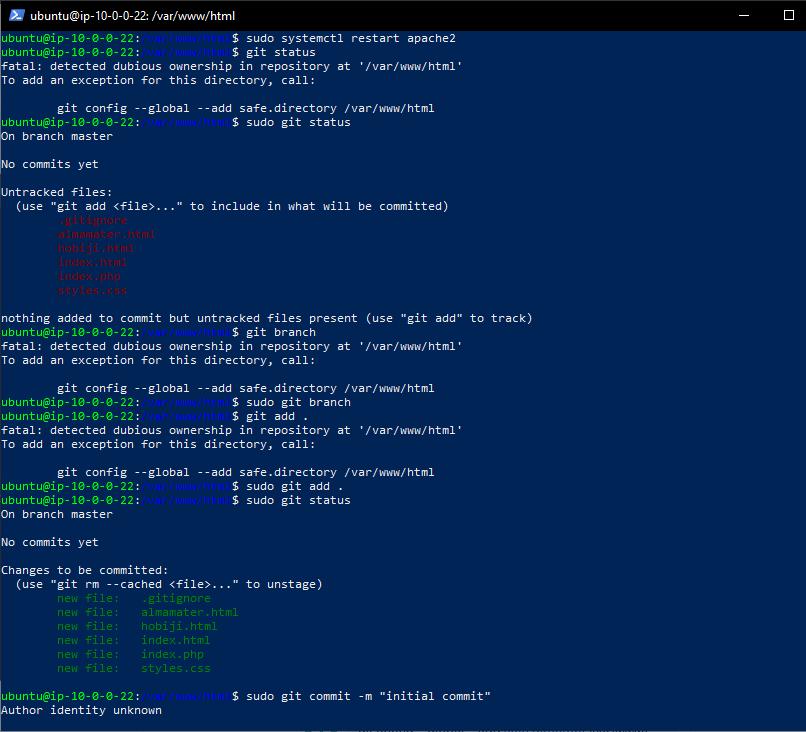 ubuntu@ip-10-0-0-22: /var/www/html
ubuntu@ip-10-0-0-22:/var/www/html$ sudo systemctl restart apache2
ubuntu@ip-10-0-0-22:/var/www/html$ git status
fatal: detected dubious ownership in repository at '/var/www/html'
To add an exception for this directory, call:
git config --global --add safe.directory /var/www/html
ubuntu@ip-10-0-0-22:/var/www/html$ sudo git status
On branch master
No commits yet
Untracked files:
(use "git add <file>..." to include in what will be committed)
.gitignore
almamater.html
hobiji.html
index.html
index.php
styles.css
nothing added to commit but untracked files present (use "git add" to track)
ubuntu@ip-10-0-0-22:/var/www/html$ git branch
fatal: detected dubious ownership in repository at '/var/www/html'
To add an exception for this directory, call:
git config --global --add safe.directory /var/www/html
ubuntu@ip-10-0-0-22:/var/www/html$ sudo git branch
ubuntu@ip-10-0-0-22:/var/www/html$ git add .
fatal: detected dubious ownership in repository at '/var/www/html'
To add an exception for this directory, call:
git config --global --add safe.directory /var/www/html
ubuntu@ip-10-0-0-22:/var/www/html$ sudo git add .
ubuntu@ip-10-0-0-22:/var/www/html$ sudo git status
On branch master
No commits yet
Changes to be committed:
(use "git rm --cached <file>..." to unstage)
new file:   .gitignore
new file:   almamater.html
new file:   hobiji.html
new file:   index.html
new file:   index.php
new file:   styles.css
ubuntu@ip-10-0-0-22:/var/www/html$ sudo git commit -m "initial commit"
Author identity unknown